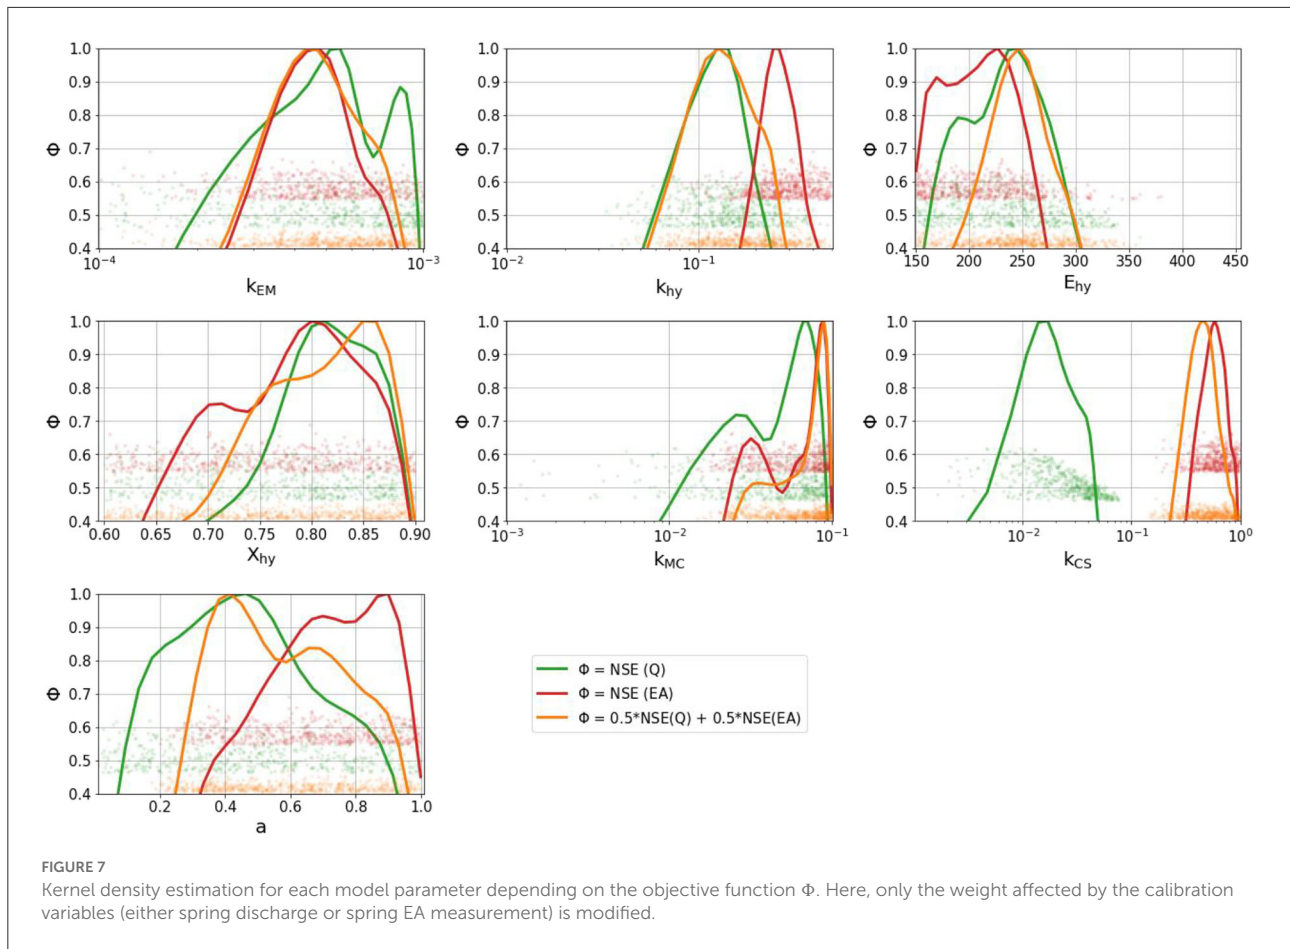 1.0
0.9
0.8
0.7
0.6
0.5
0.4
Φ
10⁻⁴
10⁻³
k_EM
1.0
0.9
0.8
0.7
0.6
0.5
0.4
Φ
10⁻²
10⁻¹
k_hy
1.0
0.9
0.8
0.7
0.6
0.5
0.4
Φ
150 200 250 300 350 400 450
E_hy
1.0
0.9
0.8
0.7
0.6
0.5
0.4
Φ
0.60 0.65 0.70 0.75 0.80 0.85 0.90
X_hy
1.0
0.9
0.8
0.7
0.6
0.5
0.4
Φ
10⁻³ 10⁻² 10⁻¹
k_MC
1.0
0.9
0.8
0.7
0.6
0.5
0.4
Φ
10⁻² 10⁻¹ 10⁰
k_CS
1.0
0.9
0.8
0.7
0.6
0.5
0.4
Φ
0.2 0.4 0.6 0.8 1.0
a
Φ = NSE (Q)
Φ = NSE (EA)
Φ = 0.5*NSE(Q) + 0.5*NSE(EA)
FIGURE 7
Kernel density estimation for each model parameter depending on the objective function Φ. Here, only the weight affected by the calibration
variables (either spring discharge or spring EA measurement) is modified.